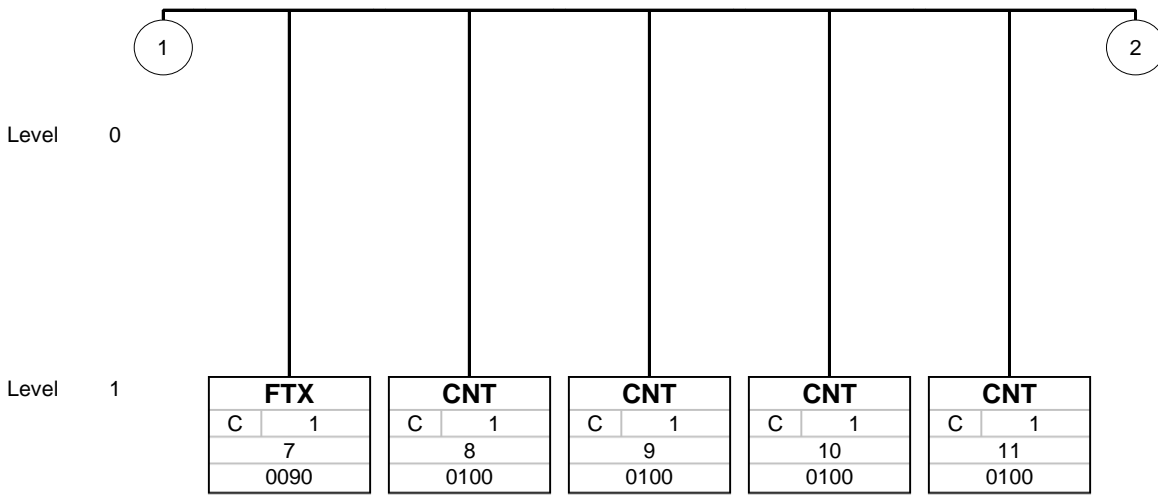 1 2
Level 0
Level 1
FTX CNT CNT CNT CNT
C 1 C 1 C 1 C 1 C 1
7 8 9 10 11
0090 0100 0100 0100 0100